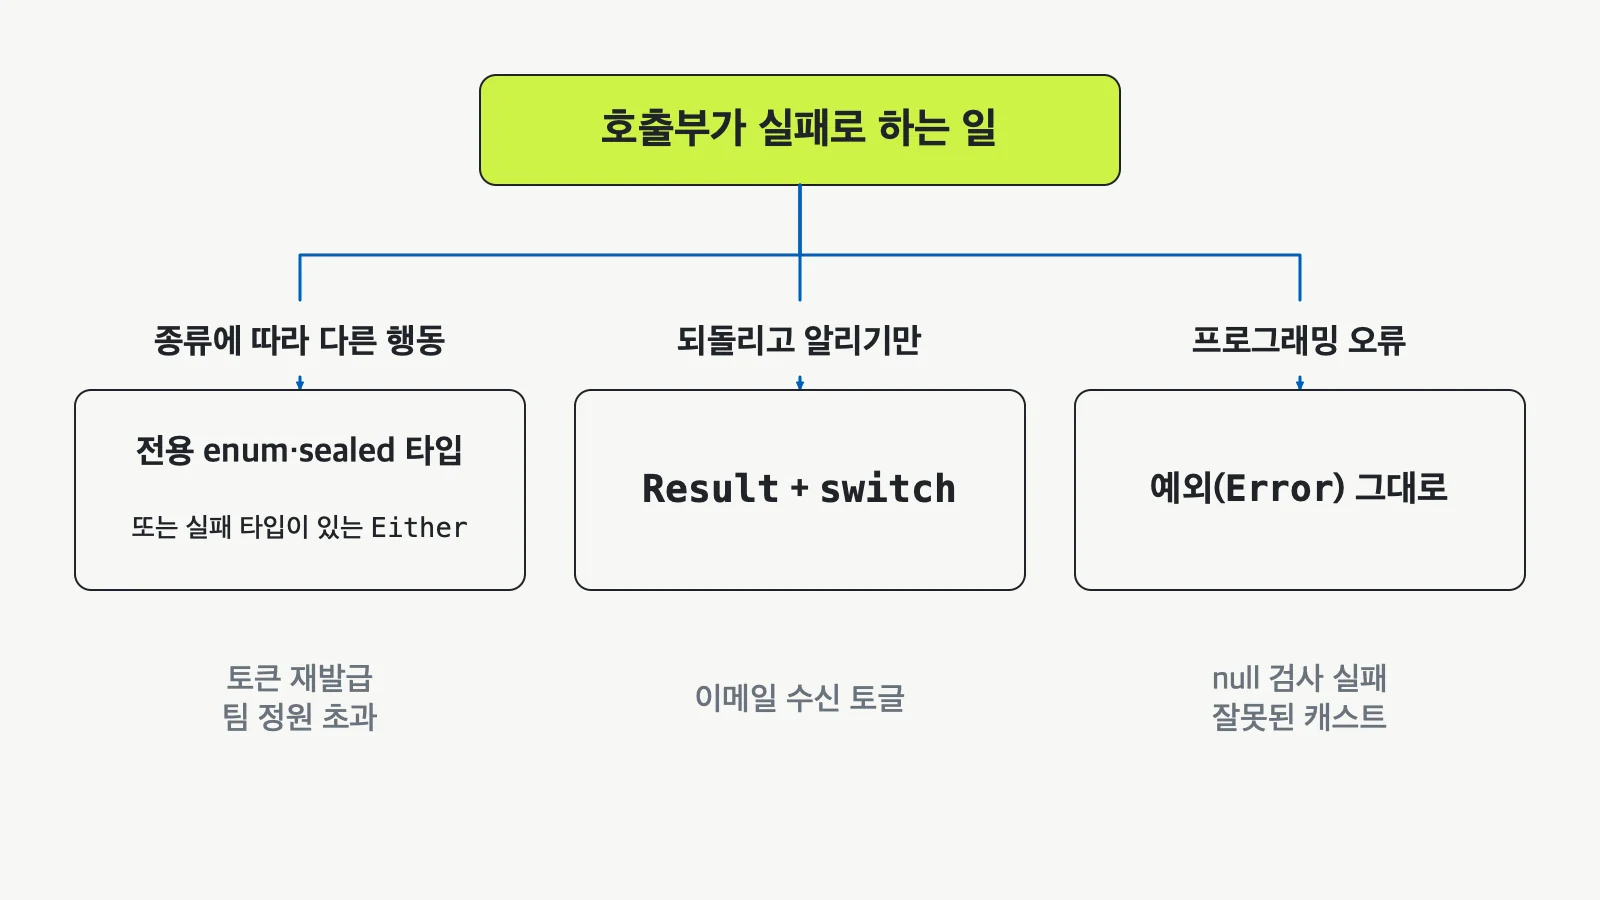 호출부가 실패로 하는 일
종류에 따라 다른 행동
되돌리고 알리기만
프로그래밍 오류
전용 enum·sealed 타입
또는 실패 타입이 있는 Either
Result + switch
예외(Error) 그대로
토큰 재발급
팀 정원 초과
이메일 수신 토글
null 검사 실패
잘못된 캐스트